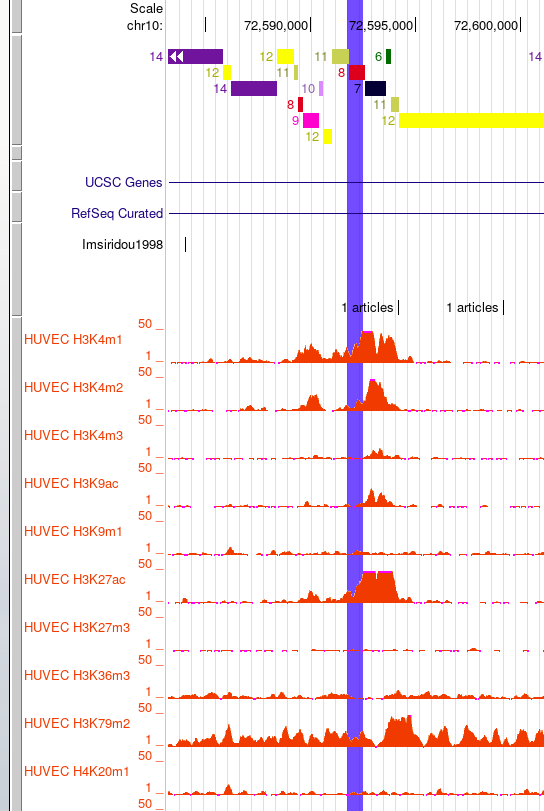 Scale
chr10: 72,590,000 72,595,000 72,600,000
14 12 11 6 14
12 11 8
14 10 7
8 11
9 12
12
UCSC Genes
RefSeq Curated
Imsiridou1998
1 articles 1 articles
50
HUVEC H3K4m1
1
50
HUVEC H3K4m2
1
50
HUVEC H3K4m3
1
50
HUVEC H3K9ac
1
50
HUVEC H3K9m1
1
50
HUVEC H3K27ac
1
50
HUVEC H3K27m3
1
50
HUVEC H3K36m3
1
50
HUVEC H3K79m2
1
50
HUVEC H4K20m1
1
50